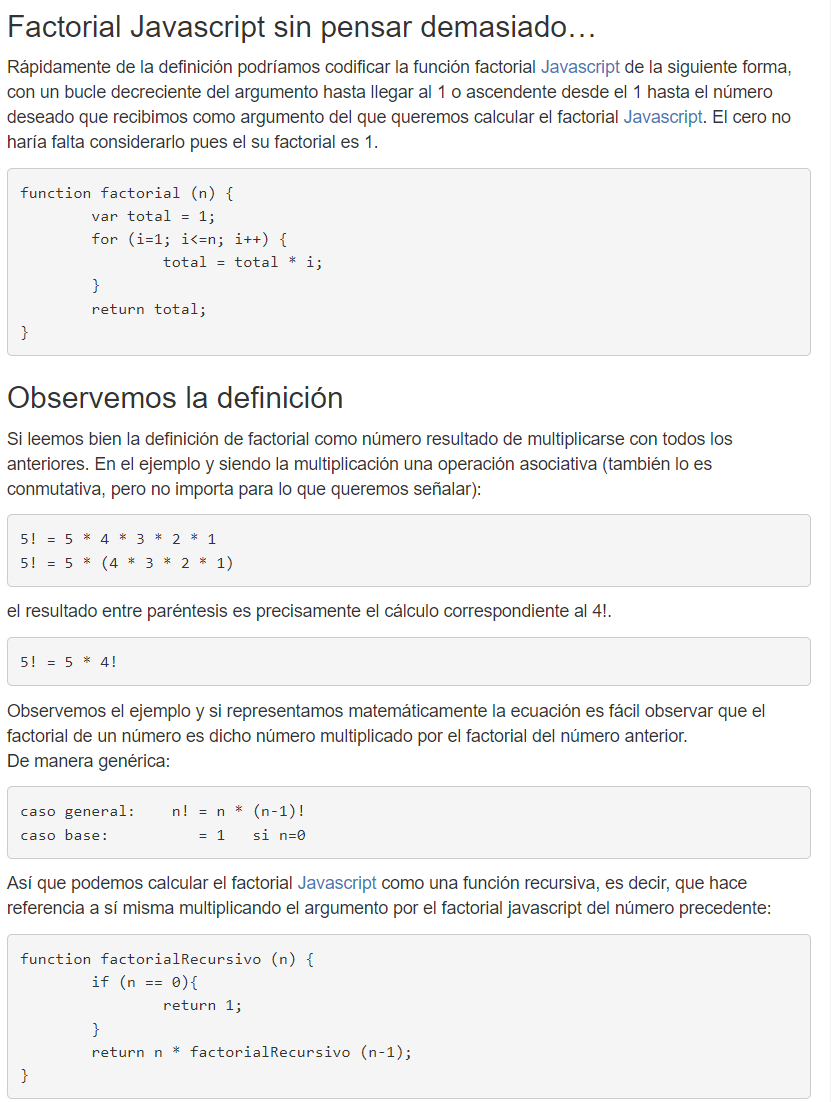 Factorial Javascript sin pensar demasiado…
Rápidamente de la definición podríamos codificar la función factorial Javascript de la siguiente forma,
con un bucle decreciente del argumento hasta llegar al 1 o ascendente desde el 1 hasta el número
deseado que recibimos como argumento del que queremos calcular el factorial Javascript. El cero no
haría falta considerarlo pues el su factorial es 1.
function factorial (n) {
        var total = 1;
        for (i=1; i<=n; i++) {
                total = total * i;
        }
        return total;
}
Observemos la definición
Si leemos bien la definición de factorial como número resultado de multiplicarse con todos los
anteriores. En el ejemplo y siendo la multiplicación una operación asociativa (también lo es
conmutativa, pero no importa para lo que queremos señalar):
5! = 5 * 4 * 3 * 2 * 1
5! = 5 * (4 * 3 * 2 * 1)
el resultado entre paréntesis es precisamente el cálculo correspondiente al 4!.
5! = 5 * 4!
Observemos el ejemplo y si representamos matemáticamente la ecuación es fácil observar que el
factorial de un número es dicho número multiplicado por el factorial del número anterior.
De manera genérica:
caso general:    n! = n * (n-1)!
caso base:          = 1   si n=0
Así que podemos calcular el factorial Javascript como una función recursiva, es decir, que hace
referencia a sí misma multiplicando el argumento por el factorial javascript del número precedente:
function factorialRecursivo (n) {
        if (n == 0){
                return 1;
        }
        return n * factorialRecursivo (n-1);
}